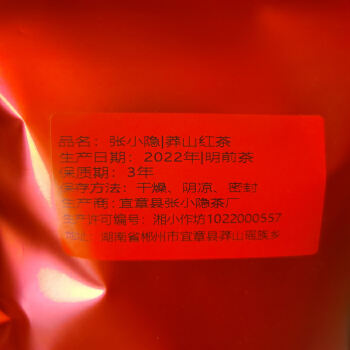 品名：张小隐|莽山红茶
生产日期：2022年|明前茶
保质期：3年
保存方法：干燥、阴凉、密封
生产商：宜章县张小隐茶厂
生产许可编号：湘小作坊1022000557
地址：湖南省郴州市宜章县莽山瑶族乡